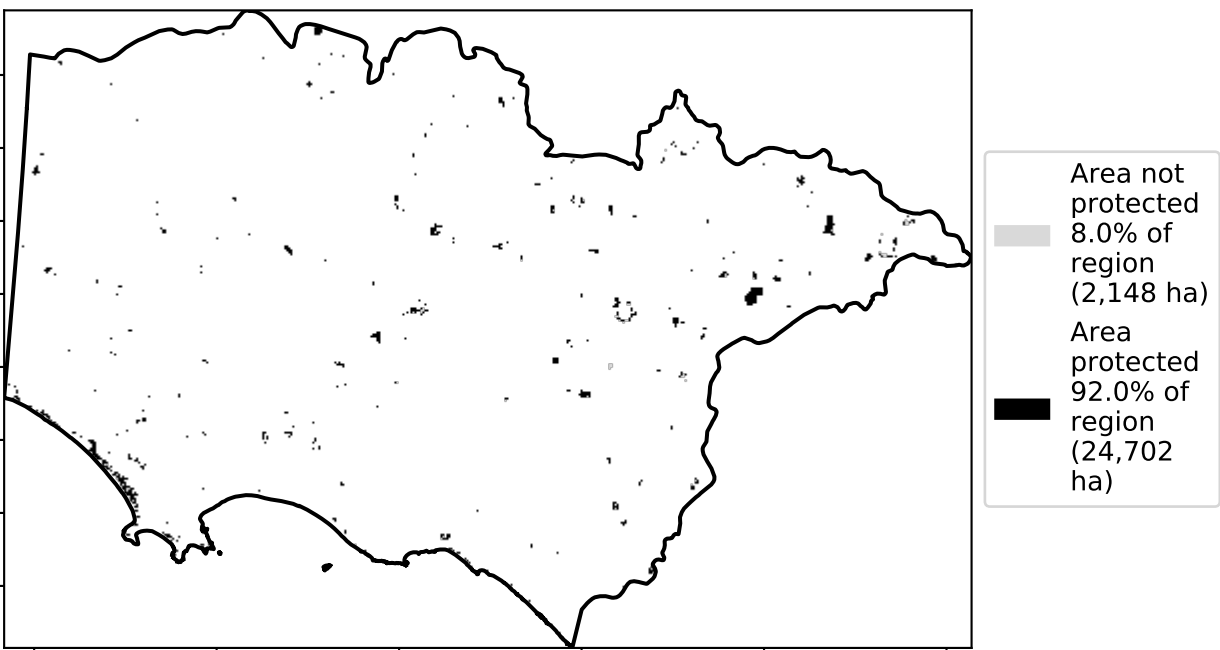 Area not
protected
8.0% of
region
(2,148 ha)
Area
protected
92.0% of
region
(24,702
ha)